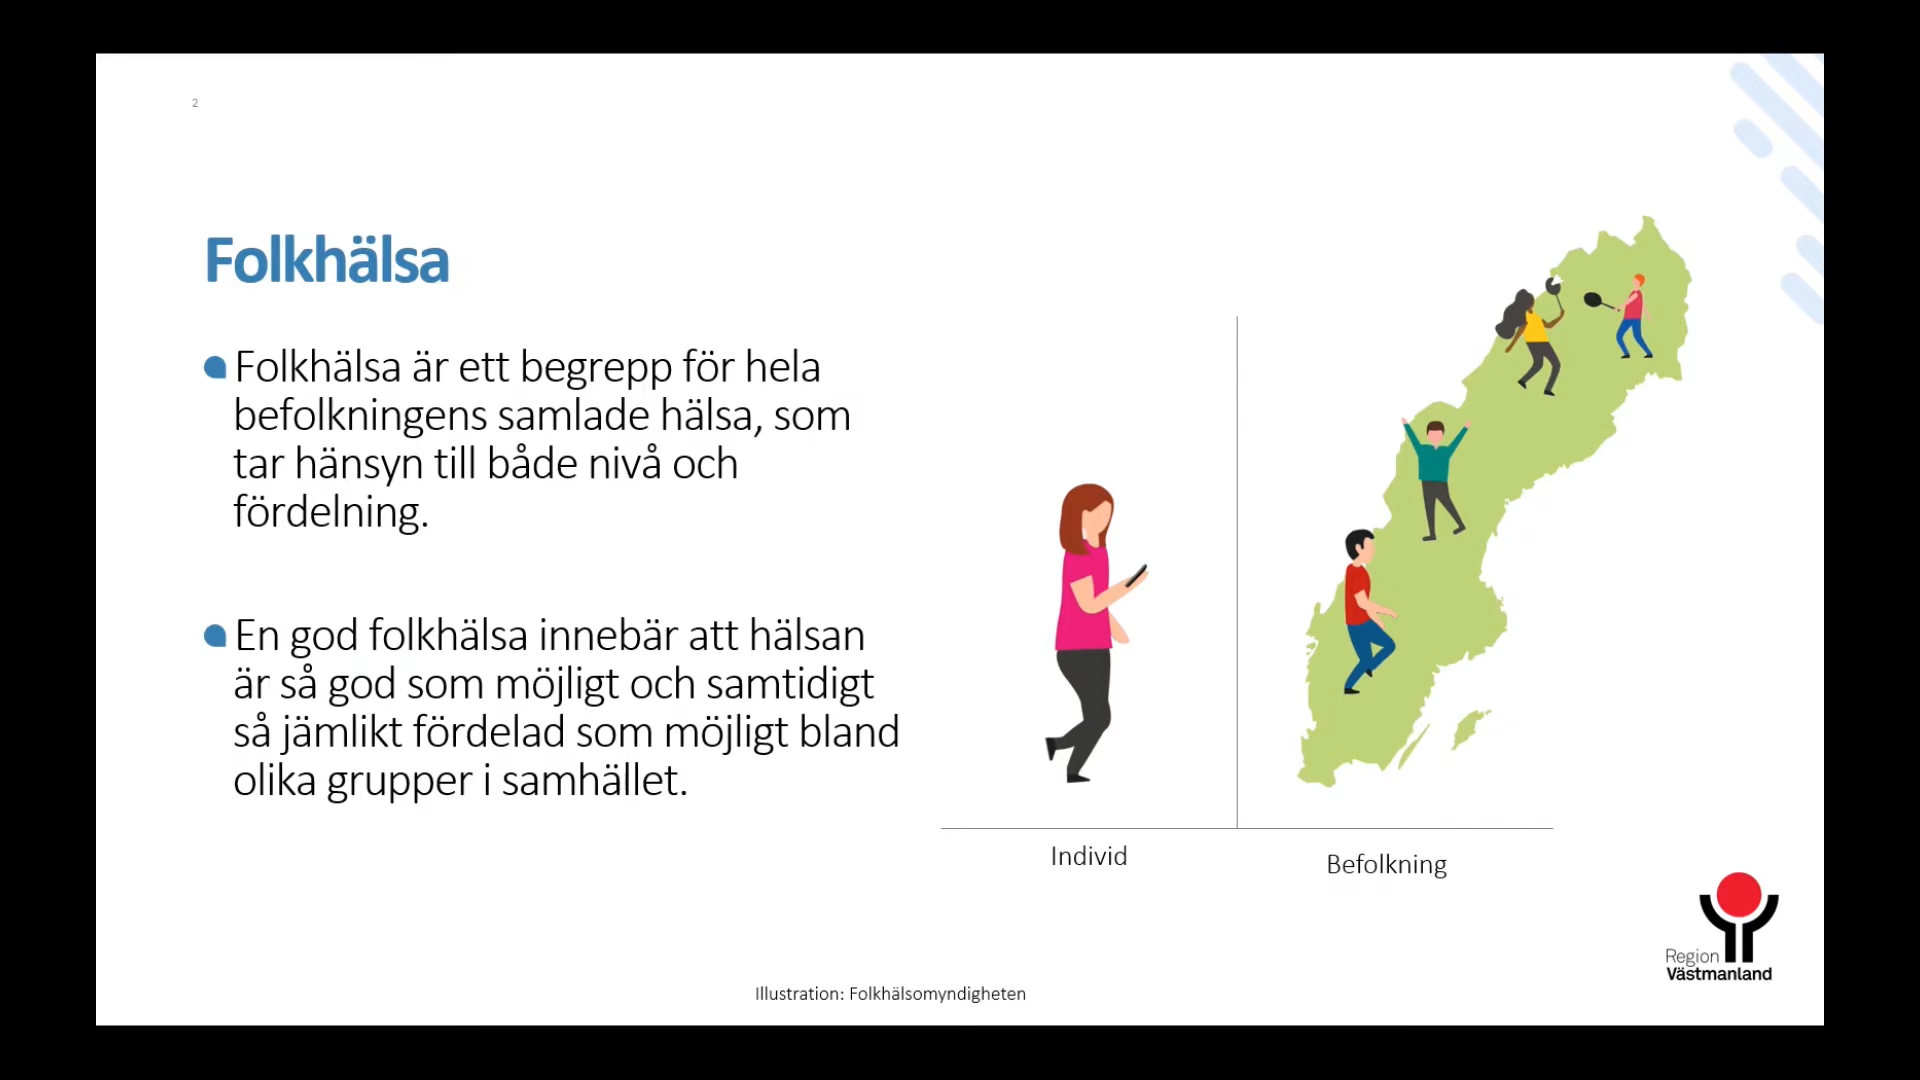 2
Folkhälsa
Folkhälsa är ett begrepp för hela
befolkningens samlade hälsa, som
tar hänsyn till både nivå och
fördelning.
En god folkhälsa innebär att hälsan
är så god som möjligt och samtidigt
så jämlikt fördelad som möjligt bland
olika grupper i samhället.
Individ
Befolkning
Region
Västmanland
Illustration: Folkhälsomyndigheten